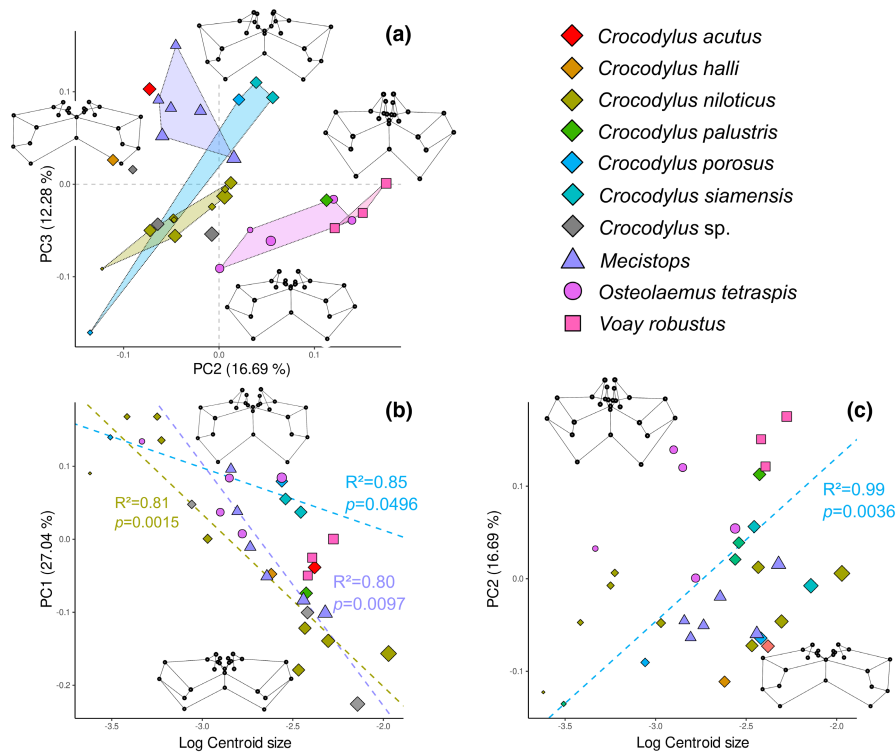 (a)
0.1
0.0
-0.1
PC3 (12.28 %)
-0.1
0.0
0.1
PC2 (16.69 %)
Crocodylus acutus
Crocodylus halli
Crocodylus niloticus
Crocodylus palustris
Crocodylus porosus
Crocodylus siamensis
Crocodylus sp.
Mecistops
Osteolaemus tetraspis
Voay robustus
(b)
0.1
0.0
-0.1
-0.2
PC1 (27.04 %)
R²=0.85
p=0.0496
R²=0.81
p=0.0015
R²=0.80
p=0.0097
-3.5
-3.0
-2.5
-2.0
Log Centroid size
(c)
0.1
0.0
-0.1
PC2 (16.69 %)
R²=0.99
p=0.0036
-3.5
-3.0
-2.5
-2.0
Log Centroid size